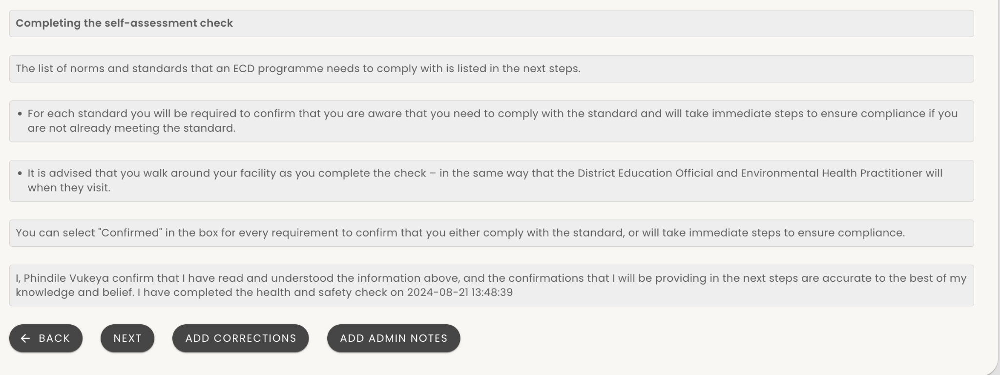 Completing the self-assessment check
The list of norms and standards that an ECD programme needs to comply with is listed in the next steps.
• For each standard you will be required to confirm that you are aware that you need to comply with the standard and will take immediate steps to ensure compliance if you
are not already meeting the standard.
• It is advised that you walk around your facility as you complete the check – in the same way that the District Education Official and Environmental Health Practitioner will
when they visit.
You can select "Confirmed" in the box for every requirement to confirm that you either comply with the standard, or will take immediate steps to ensure compliance.
I, Phindile Vukeya confirm that I have read and understood the information above, and the confirmations that I will be providing in the next steps are accurate to the best of my
knowledge and belief. I have completed the health and safety check on 2024-08-21 13:48:39
← BACK NEXT ADD CORRECTIONS ADD ADMIN NOTES